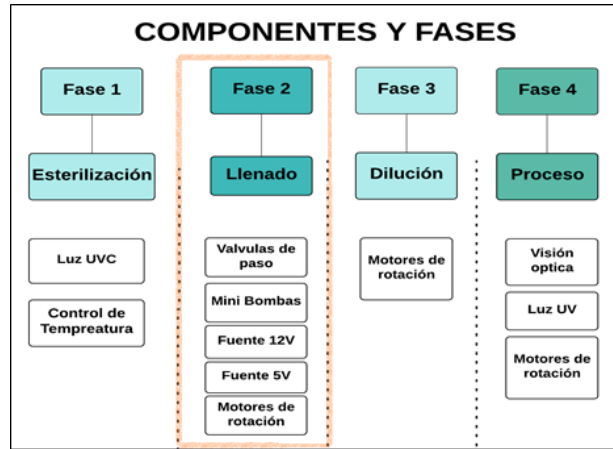 COMPONENTES Y FASES
Fase 1
Fase 2
Fase 3
Fase 4
Esterilización
Llenado
Dilución
Proceso
Luz UVC
Control de
Tempreatura
Valvulas de
paso
Mini Bombas
Fuente 12V
Fuente 5V
Motores de
rotación
Motores de
rotación
Visión
optica
Luz UV
Motores de
rotación